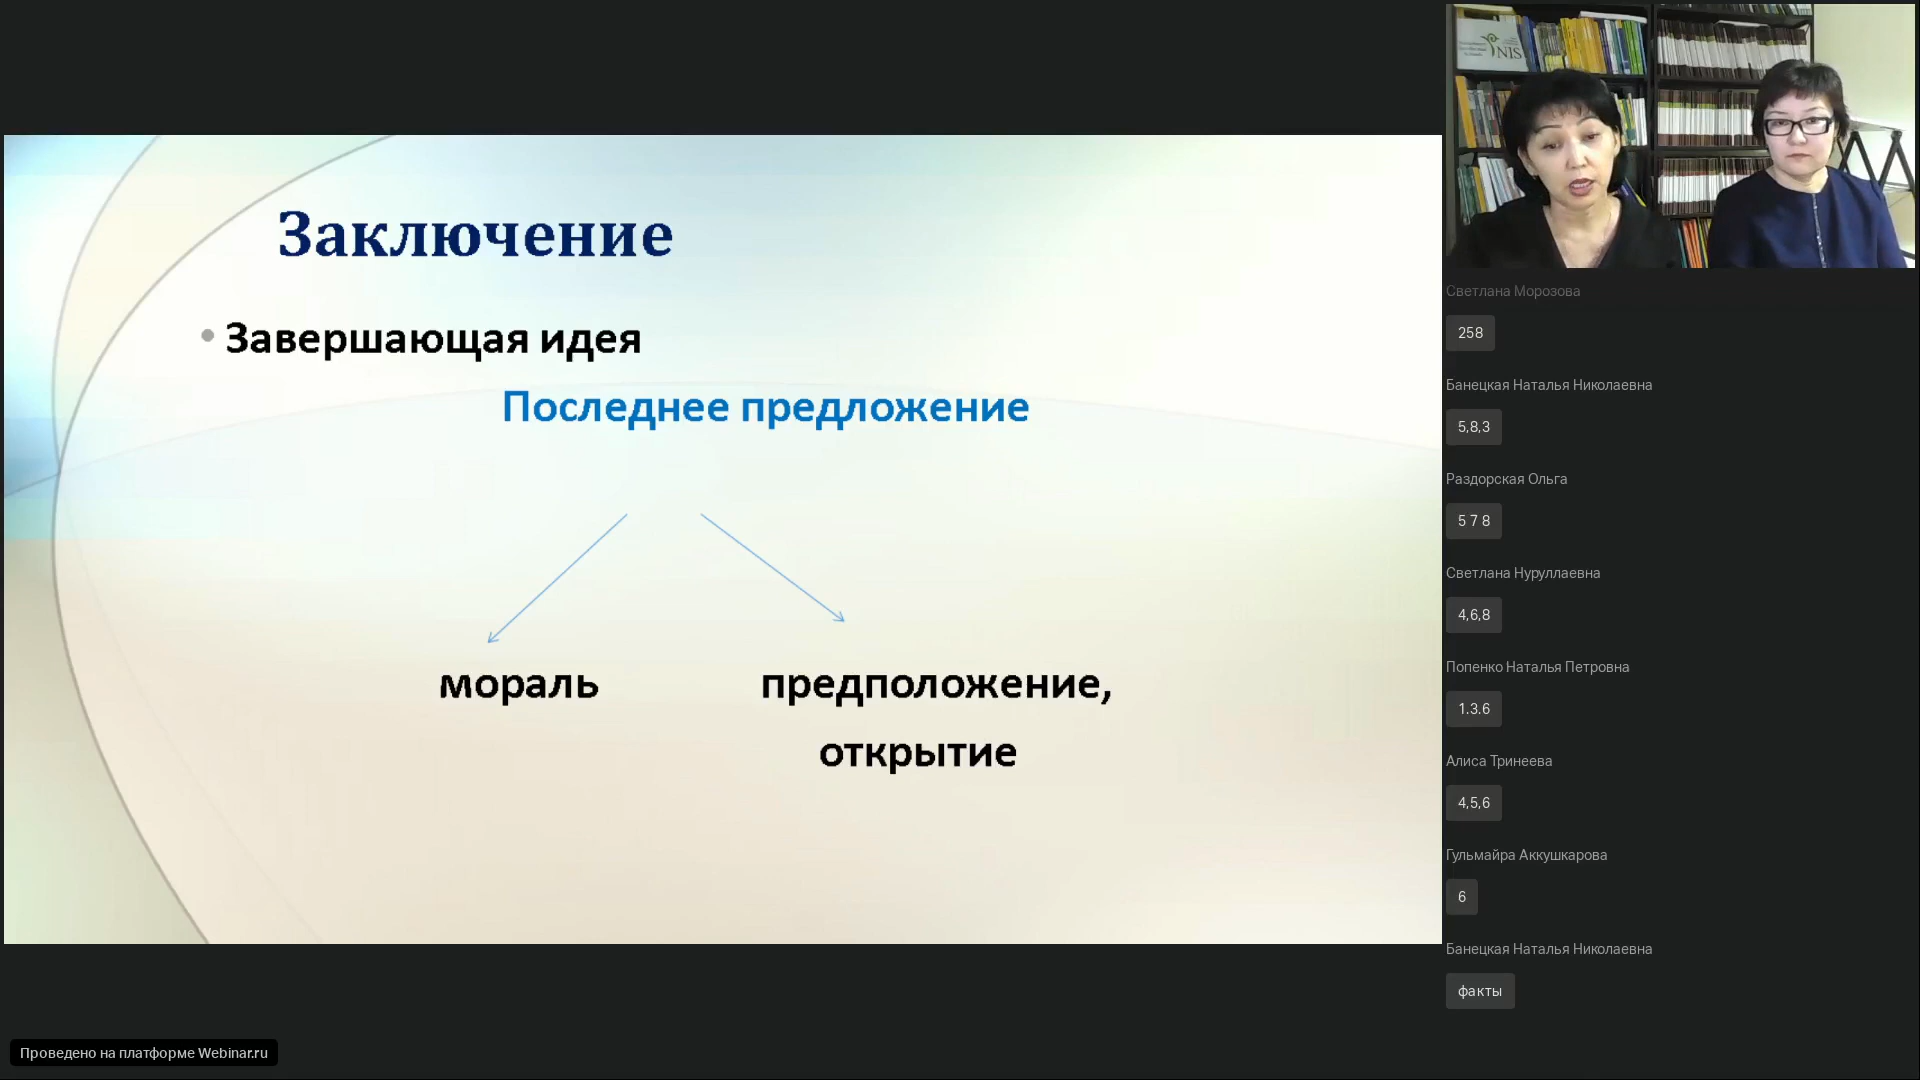 Заключение
• Завершающая идея
Последнее предложение
мораль
предположение,
открытие
NIS
Светлана Морозова
258
Банецкая Наталья Николаевна
5,8,3
Раздорская Ольга
5 7 8
Светлана Нуруллаевна
4,6,8
Попенко Наталья Петровна
1.3.6
Алиса Тринеева
4,5,6
Гульмайра Аккушкарова
6
Банецкая Наталья Николаевна
факты
Проведено на платформе Webinar.ru